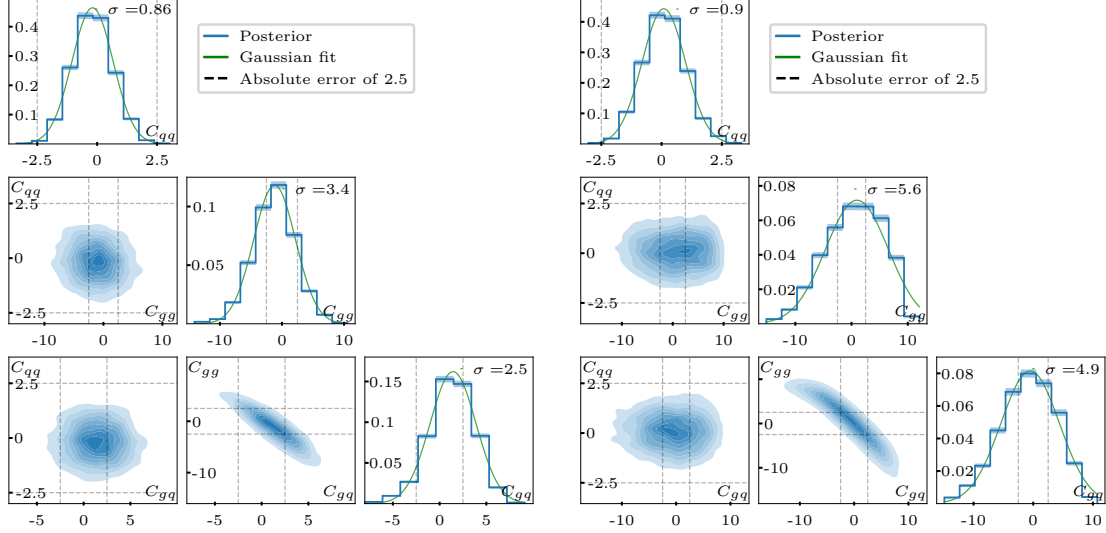 σ =0.86
0.4
0.3
0.2
0.1
C_qq
-2.5 0 2.5
Posterior
Gaussian fit
Absolute error of 2.5
σ =0.9
0.4
0.3
0.2
0.1
C_qq
-2.5 0 2.5
Posterior
Gaussian fit
Absolute error of 2.5
C_qq
2.5
0
-2.5
C_gg
-10 0 10
σ =3.4
0.1
0.05
C_gg
-10 0 10
C_qq
2.5
0
-2.5
C_gg
-10 0 10
σ =5.6
0.08
0.06
0.04
0.02
C_gg
-10 0 10
C_qq
2.5
0
-2.5
C_gq
-5 0 5
C_gg
0
-10
C_gq
-5 0 5
σ =2.5
0.15
0.1
0.05
C_gq
-5 0 5
C_qq
2.5
0
-2.5
C_gq
-10 0 10
C_gg
0
-10
C_gq
-10 0 10
σ =4.9
0.08
0.06
0.04
0.02
C_gq
-10 0 10